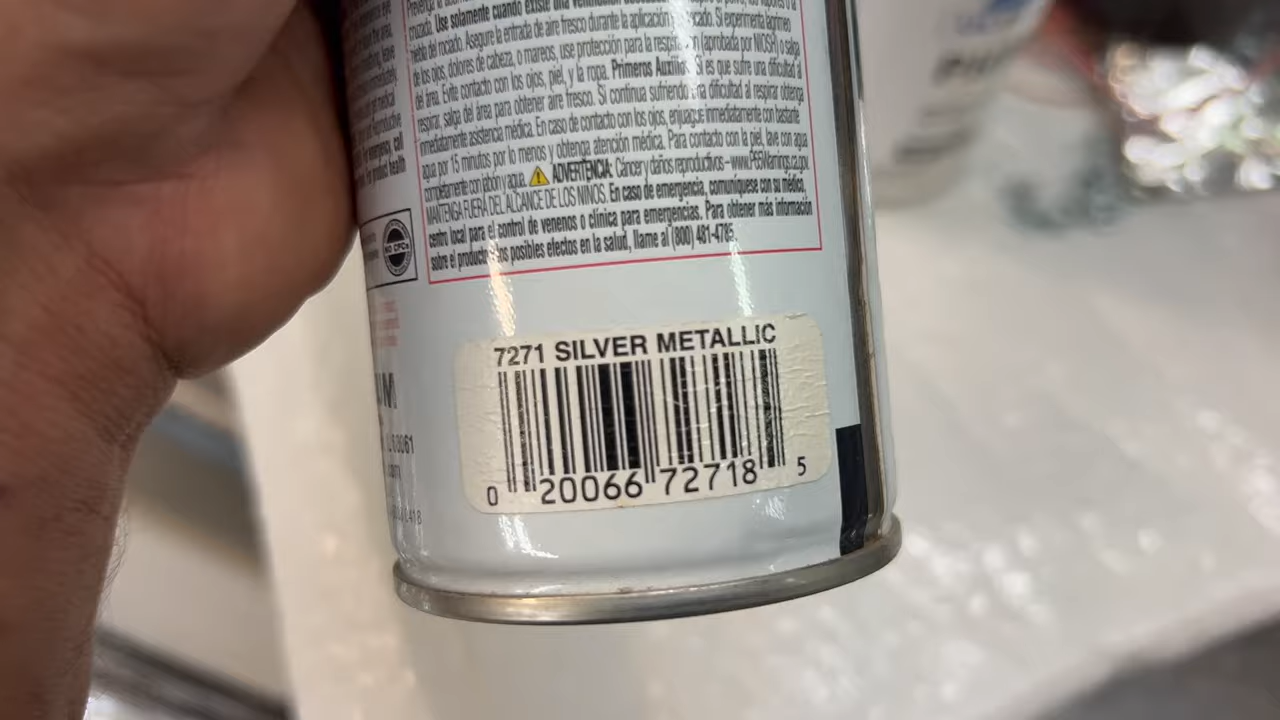 cruzado. Use solamente cuando existe una ventilación
niebla del rociado. Asegure la entrada de aire fresco durante la aplicación y secado. Si experimenta lagrimeo
de los ojos, dolores de cabeza, o mareos, use protección para la respiración (aprobada por NIOSH) o salga
del área. Evite contacto con los ojos, piel, y la ropa. Primeros Auxilios: Si es que sufre una dificultad al
respirar, salga del área para obtener aire fresco. Si continua sufriendo una dificultad al respirar obtenga
inmediatamente asistencia médica. En caso de contacto con los ojos, enjuague inmediatamente con bastante
agua por 15 minutos por lo menos y obtenga atención médica. Para contacto con la piel, lave con agua
completamente con jabón y agua. ADVERTENCIA: Cáncer y daños reproductivos – www.P65Warnings.ca.gov.
MANTENGA FUERA DEL ALCANCE DE LOS NIÑOS. En caso de emergencia, comuníquese con su médico,
centro local para el control de venenos o clínica para emergencias. Para obtener más información
sobre el producto los posibles efectos en la salud, llame al (800) 481-4785.
NO CFCs
7271 SILVER METALLIC
0 20066 72718 5